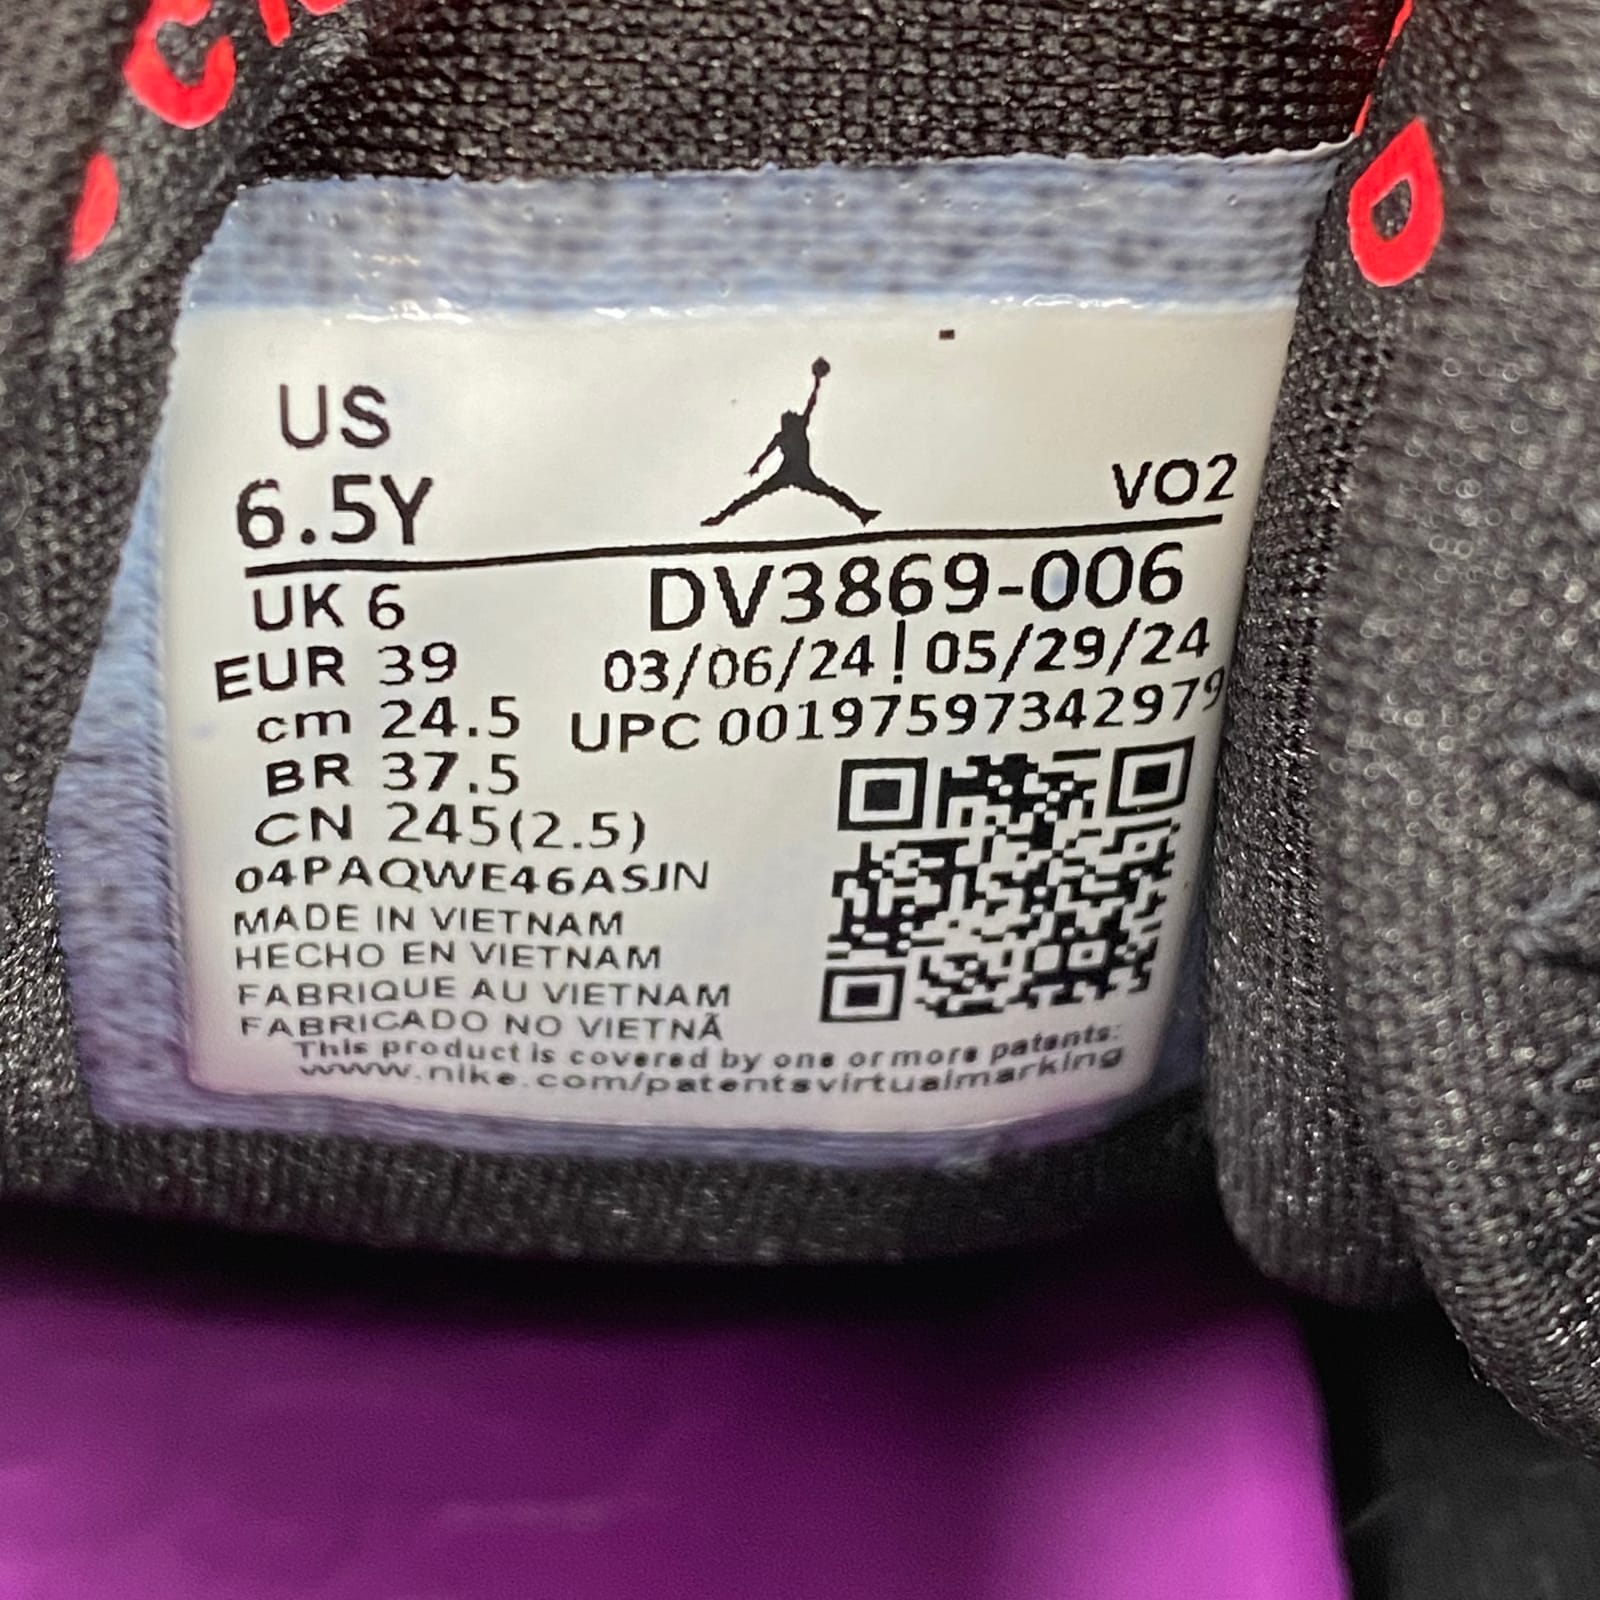 US
6.5Y
VO2
UK 6
DV3869-006
EUR 39
03/06/24 ! 05/29/24
cm 24.5
UPC 00197597342979
BR 37.5
CN 245(2.5)
04PAQWE46ASJN
MADE IN VIETNAM
HECHO EN VIETNAM
FABRIQUE AU VIETNAM
FABRICADO NO VIETNÃ
This product is covered by one or more patents:
www.nike.com/patentsvirtualmarking